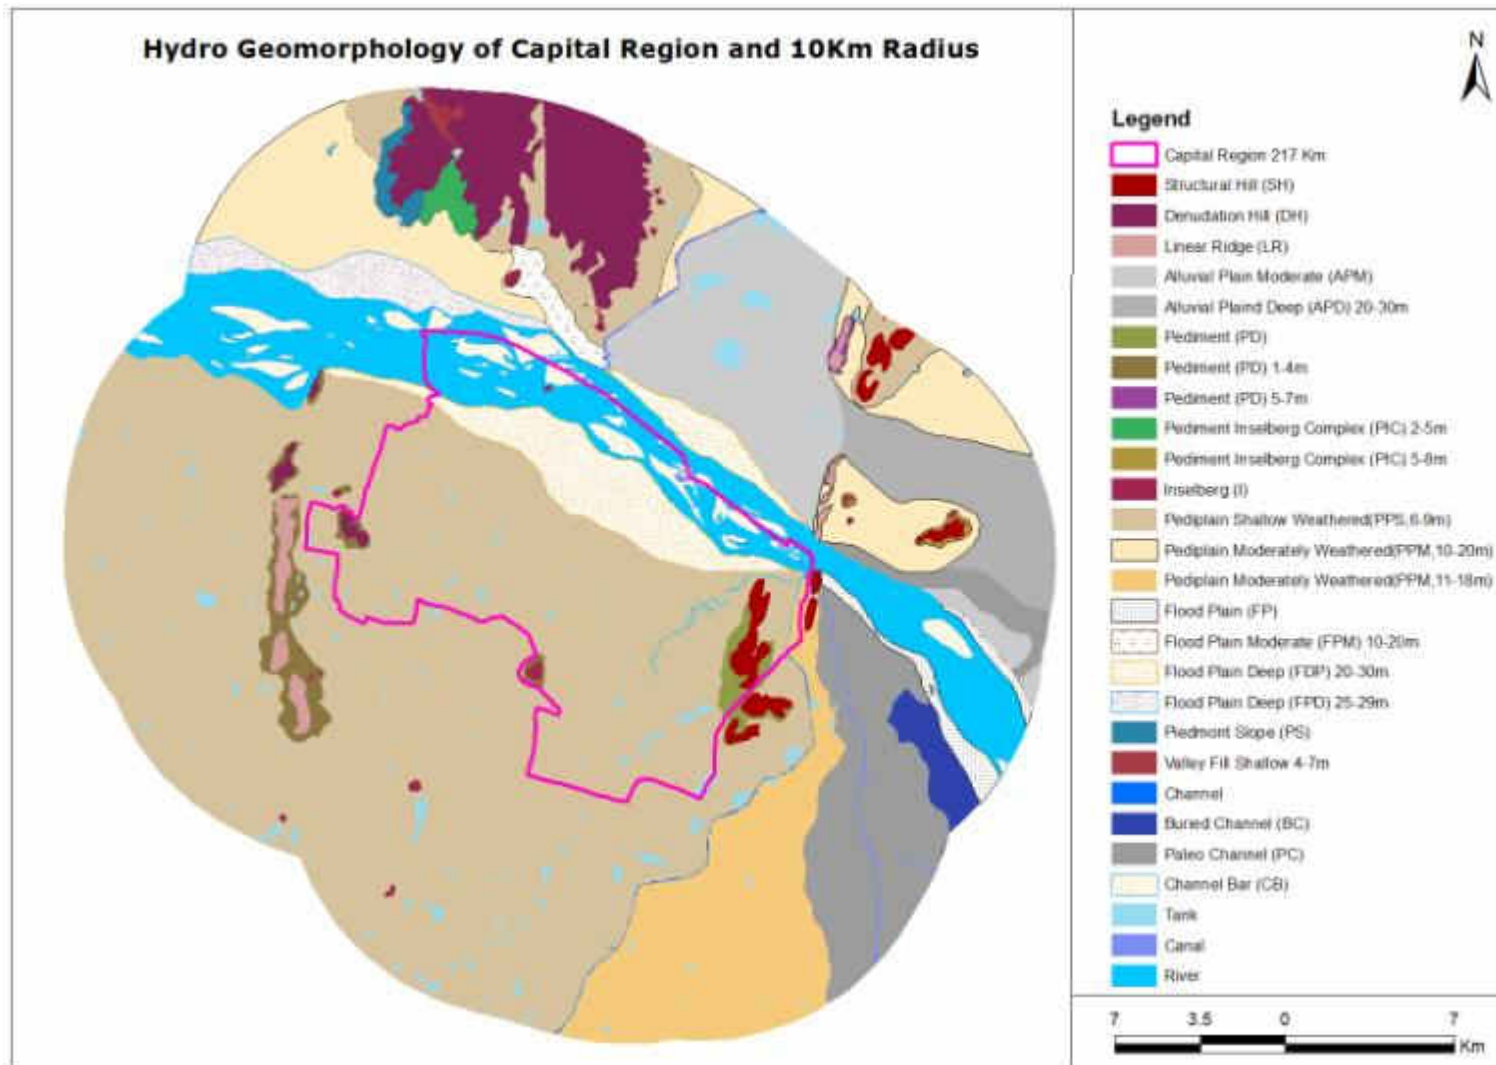 Hydro Geomorphology of Capital Region and 10Km Radius
N
Legend
Capital Region 217 Km
Structural Hill (SH)
Denudation Hill (DH)
Linear Ridge (LR)
Alluvial Plain Moderate (APM)
Alluvial Plaind Deep (APD) 20-30m
Pediment (PD)
Pediment (PD) 1-4m
Pediment (PD) 5-7m
Pediment Inselberg Complex (PIC) 2-5m
Pediment Inselberg Complex (PIC) 5-8m
Inselberg (I)
Pediplain Shallow Weathered(PPS,6-9m)
Pediplain Moderately Weathered(PPM,10-20m)
Pediplain Moderately Weathered(PPM,11-18m)
Flood Plain (FP)
Flood Plain Moderate (FPM) 10-20m
Flood Plain Deep (FDP) 20-30m
Flood Plain Deep (FPD) 25-29m
Piedmont Slope (PS)
Valley Fill Shallow 4-7m
Channel
Buried Channel (BC)
Paleo Channel (PC)
Channel Bar (CB)
Tank
Canal
River
7 3.5 0 7
Km